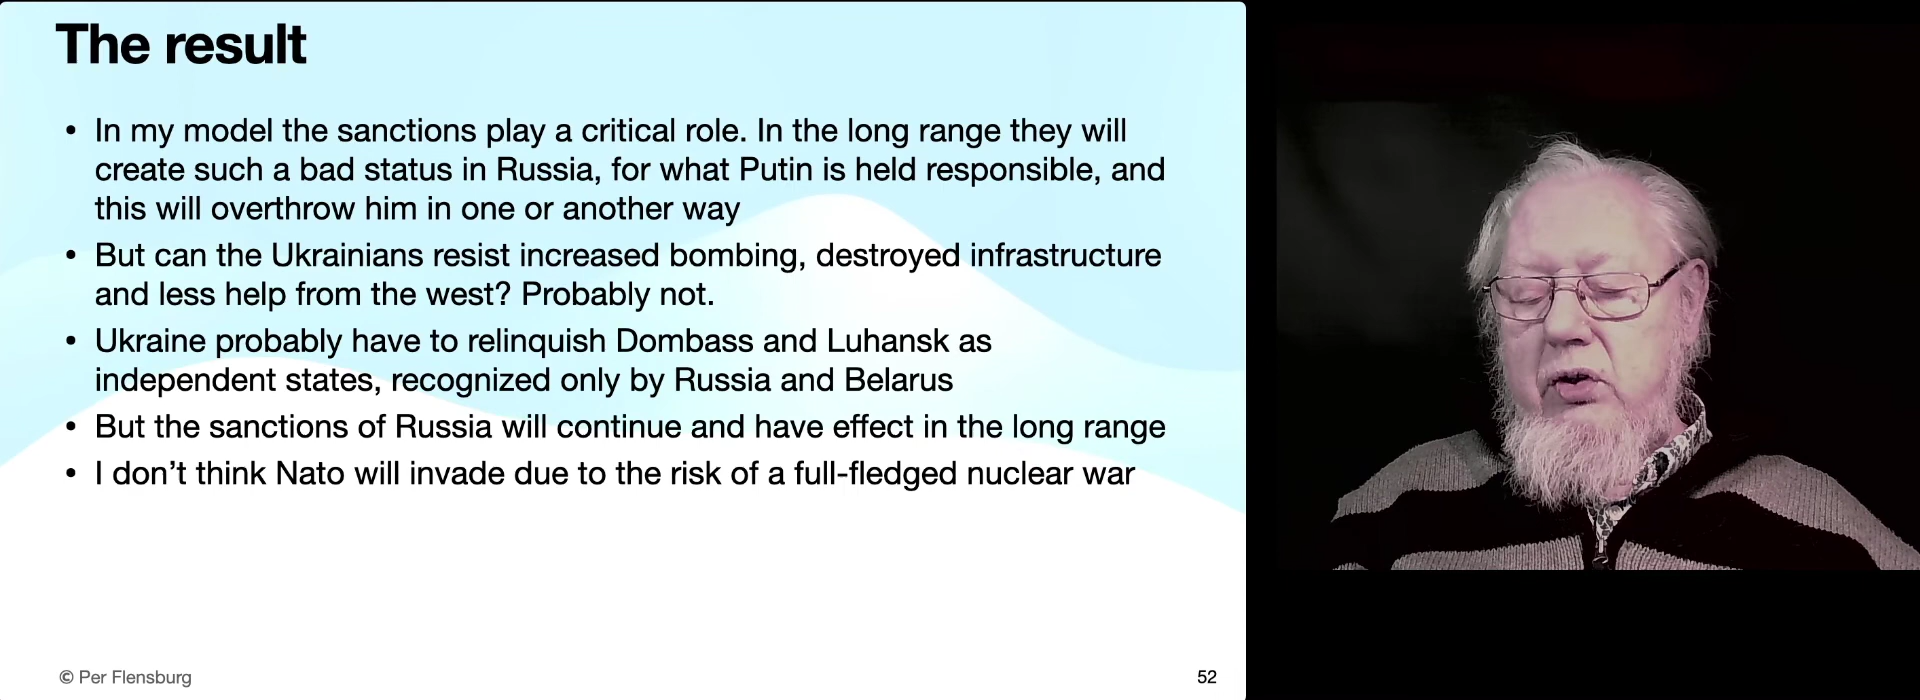 The result
• In my model the sanctions play a critical role. In the long range they will
create such a bad status in Russia, for what Putin is held responsible, and
this will overthrow him in one or another way
• But can the Ukrainians resist increased bombing, destroyed infrastructure
and less help from the west? Probably not.
• Ukraine probably have to relinquish Dombass and Luhansk as
independent states, recognized only by Russia and Belarus
• But the sanctions of Russia will continue and have effect in the long range
• I don’t think Nato will invade due to the risk of a full-fledged nuclear war
© Per Flensburg
52